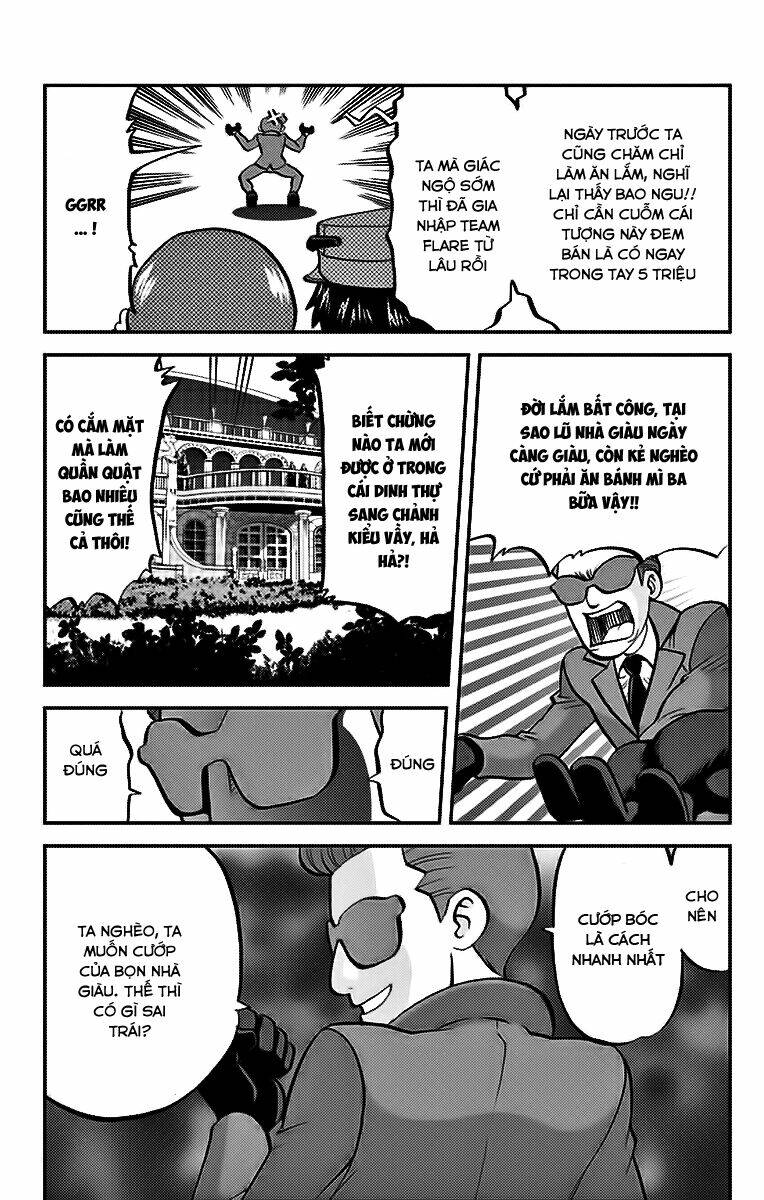 NGÀY TRƯỚC TA
CŨNG CHĂM CHỈ
LÀM ĂN LẮM, NGHĨ
LẠI THẤY BAO NGU!!
CHỈ CẦN CUỖM CÁI
TƯỢNG NÀY ĐEM
BÁN LÀ CÓ NGAY
TRONG TAY 5 TRIỆU
TA MÀ GIÁC
NGỘ SỚM
THÌ ĐÃ GIA
NHẬP TEAM
FLARE TỪ
LÂU RỒI
GGRR
... !
ĐỜI LẮM BẤT CÔNG, TẠI
SAO LŨ NHÀ GIÀU NGÀY
CÀNG GIÀU, CÒN KẺ NGHÈO
CỨ PHẢI ĂN BÁNH MÌ BA
BỮA VẬY!!
BIẾT CHỪNG
NÀO TA MỚI
ĐƯỢC Ở TRONG
CÁI DINH THỰ
SANG CHẢNH
KIỂU VẦY, HẢ
HẢ?!
CÓ CẮM MẶT
MÀ LÀM
QUẦN QUẬT
BAO NHIÊU
CŨNG THẾ
CẢ THÔI!
ĐÚNG
QUÁ
ĐÚNG
CHO
NÊN
CƯỚP BÓC
LÀ CÁCH
NHANH NHẤT
TA NGHÈO, TA
MUỐN CƯỚP
CỦA BỌN NHÀ
GIÀU. THẾ THÌ
CÓ GÌ SAI
TRÁI?